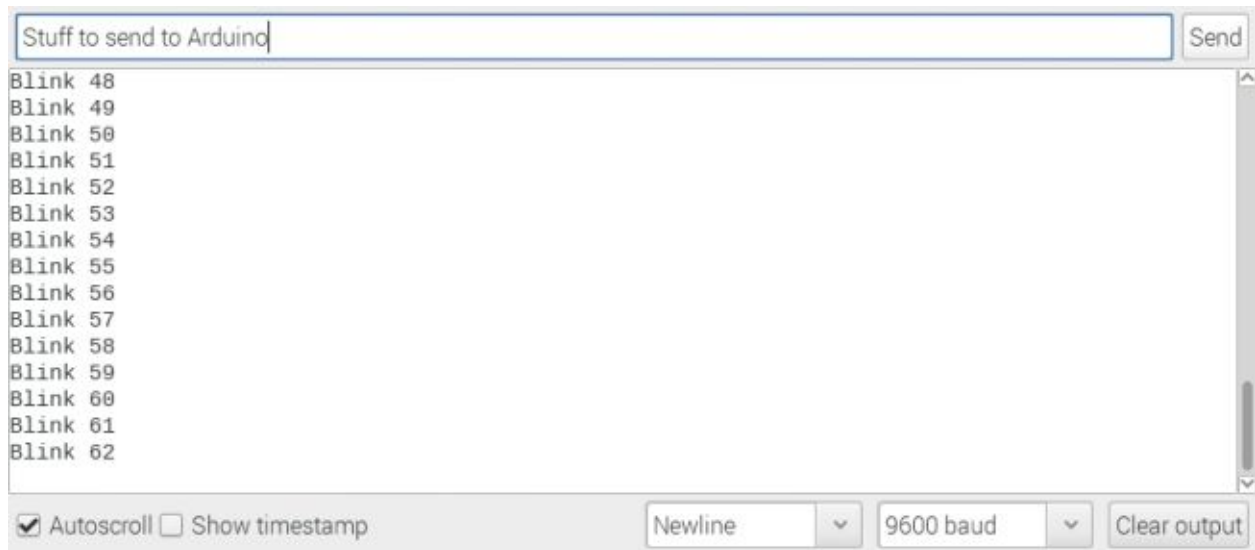 Stuff to send to Arduino Send
Blink 48
Blink 49
Blink 50
Blink 51
Blink 52
Blink 53
Blink 54
Blink 55
Blink 56
Blink 57
Blink 58
Blink 59
Blink 60
Blink 61
Blink 62
Autoscroll Show timestamp Newline 9600 baud Clear output